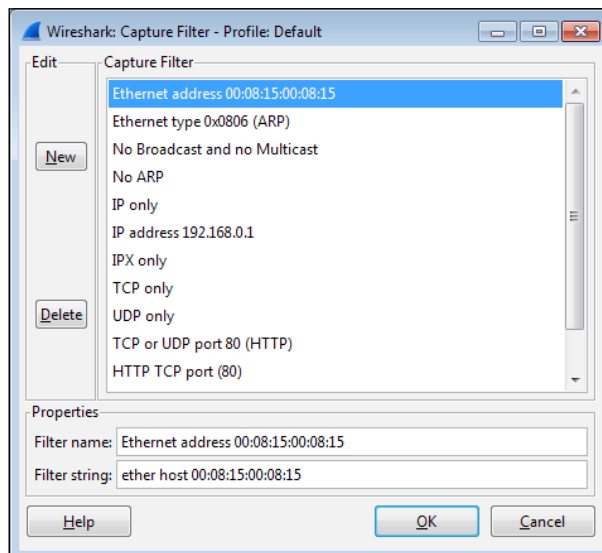 Wireshark: Capture Filter - Profile: Default
Edit
Capture Filter
New
Delete
Ethernet address 00:08:15:00:08:15
Ethernet type 0x0806 (ARP)
No Broadcast and no Multicast
No ARP
IP only
IP address 192.168.0.1
IPX only
TCP only
UDP only
TCP or UDP port 80 (HTTP)
HTTP TCP port (80)
Properties
Filter name: Ethernet address 00:08:15:00:08:15
Filter string: ether host 00:08:15:00:08:15
Help
OK
Cancel